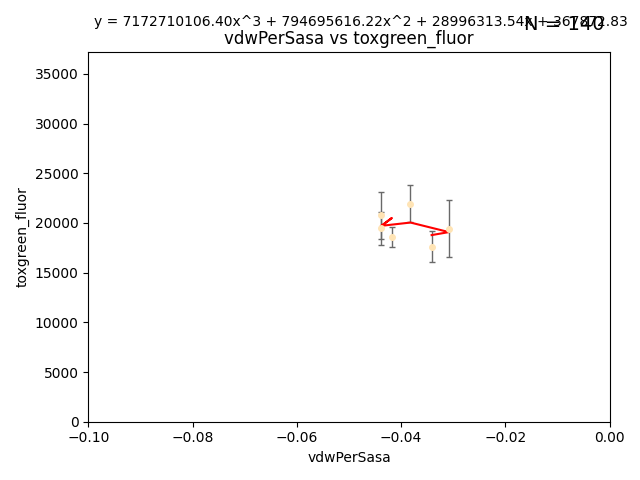 y = 7172710106.40x^3 + 794695616.22x^2 + 28996313.54x + 367872.83
N = 140
vdwPerSasa vs toxgreen_fluor
35000
30000
25000
20000
15000
10000
5000
0
toxgreen_fluor
−0.10 −0.08 −0.06 −0.04 −0.02 0.00
vdwPerSasa